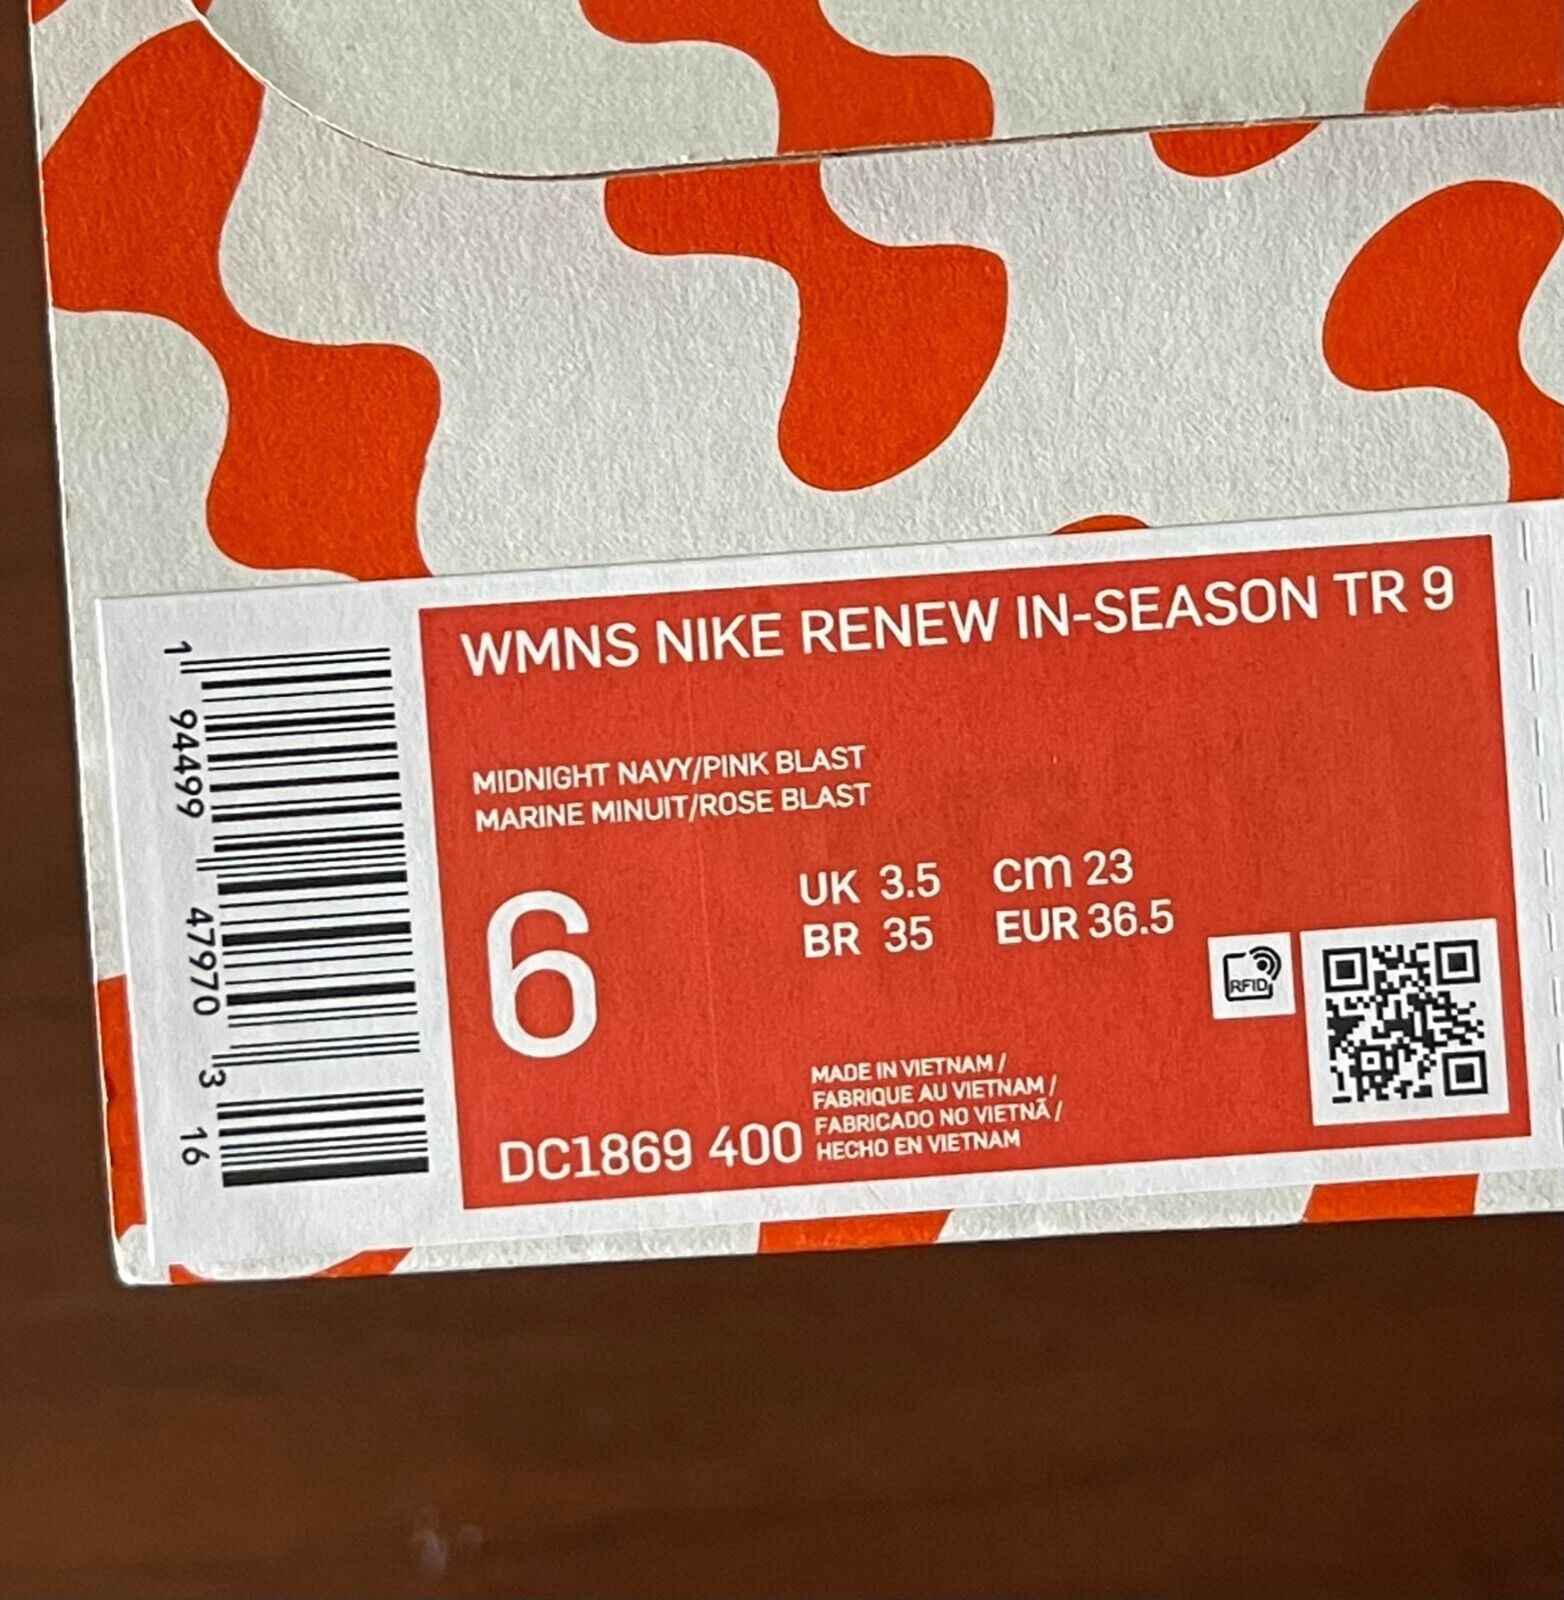 WMNS NIKE RENEW IN-SEASON TR 9
MIDNIGHT NAVY/PINK BLAST
MARINE MINUIT/ROSE BLAST
6
UK 3.5 cm 23
BR 35 EUR 36.5
RFID
MADE IN VIETNAM /
FABRIQUE AU VIETNAM /
FABRICADO NO VIETNÃ /
HECHO EN VIETNAM
DC1869 400
1 94499 47970 3 16